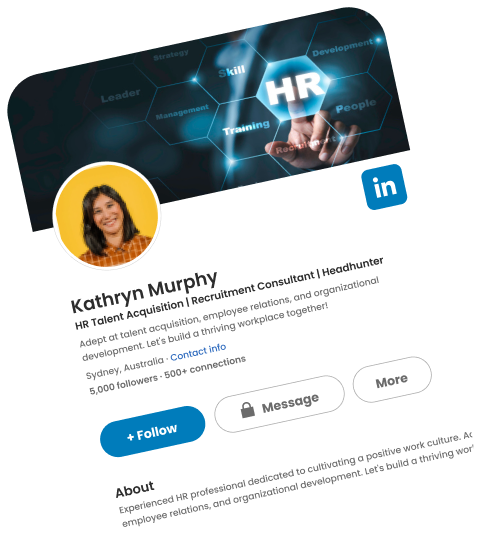 Strategy
Skill
Development
Leader
HR
Management
People
Training
Recruitment
in
Kathryn Murphy
HR Talent Acquisition | Recruitment Consultant | Headhunter
Adept at talent acquisition, employee relations, and organizational
development. Let's build a thriving workplace together!
Sydney, Australia · Contact info
5,000 followers · 500+ connections
+ Follow
Message
More
About
Experienced HR professional dedicated to cultivating a positive work culture.
employee relations, and organizational development. Let's build a thriving